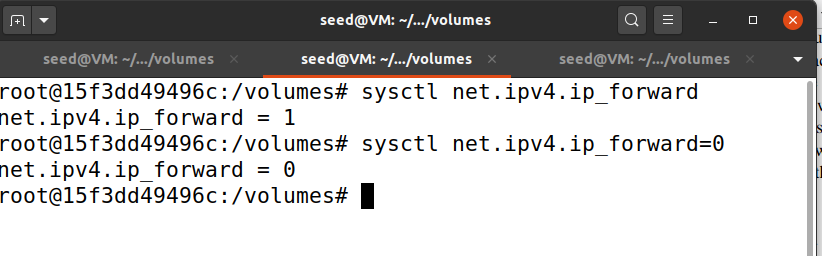 seed@VM: ~/.../volumes
seed@VM: ~/.../volumes × seed@VM: ~/.../volumes × seed@VM: ~/.../volumes ×
root@15f3dd49496c:/volumes# sysctl net.ipv4.ip_forward
net.ipv4.ip_forward = 1
root@15f3dd49496c:/volumes# sysctl net.ipv4.ip_forward=0
net.ipv4.ip_forward = 0
root@15f3dd49496c:/volumes#